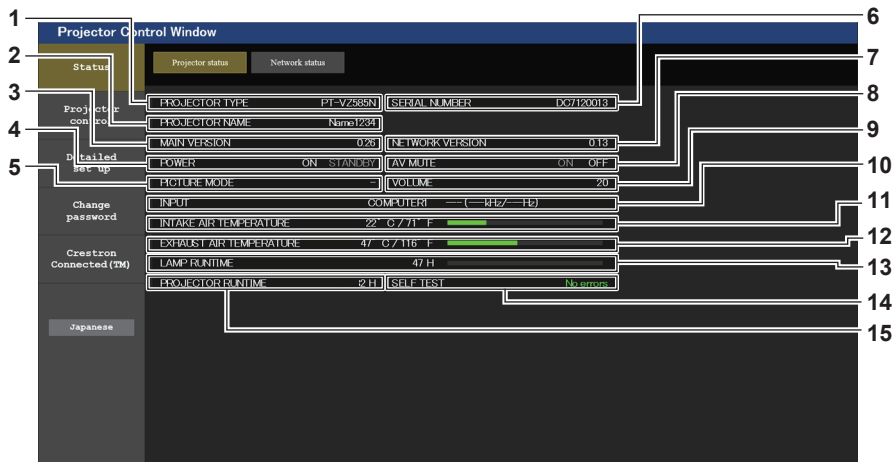 Projector Control Window
Status
Projector status
Network status
Projector
control
Detailed
set up
Change
password
Crestron
Connected(TM)
Japanese
PROJECTOR TYPE PT-VZ585N SERIAL NUMBER DC7120013
PROJECTOR NAME Name1234
MAIN VERSION 0.26 NETWORK VERSION 0.13
POWER ON STANDBY AV MUTE ON OFF
PICTURE MODE - VOLUME 20
INPUT COMPUTER1 ---(---kHz/---Hz)
INTAKE AIR TEMPERATURE 22° C / 71° F
EXHAUST AIR TEMPERATURE 47 C / 116° F
LAMP RUNTIME 47 H
PROJECTOR RUNTIME H SELF TEST No errors
1
2
3
4
5
6
7
8
9
10
11
12
13
14
15